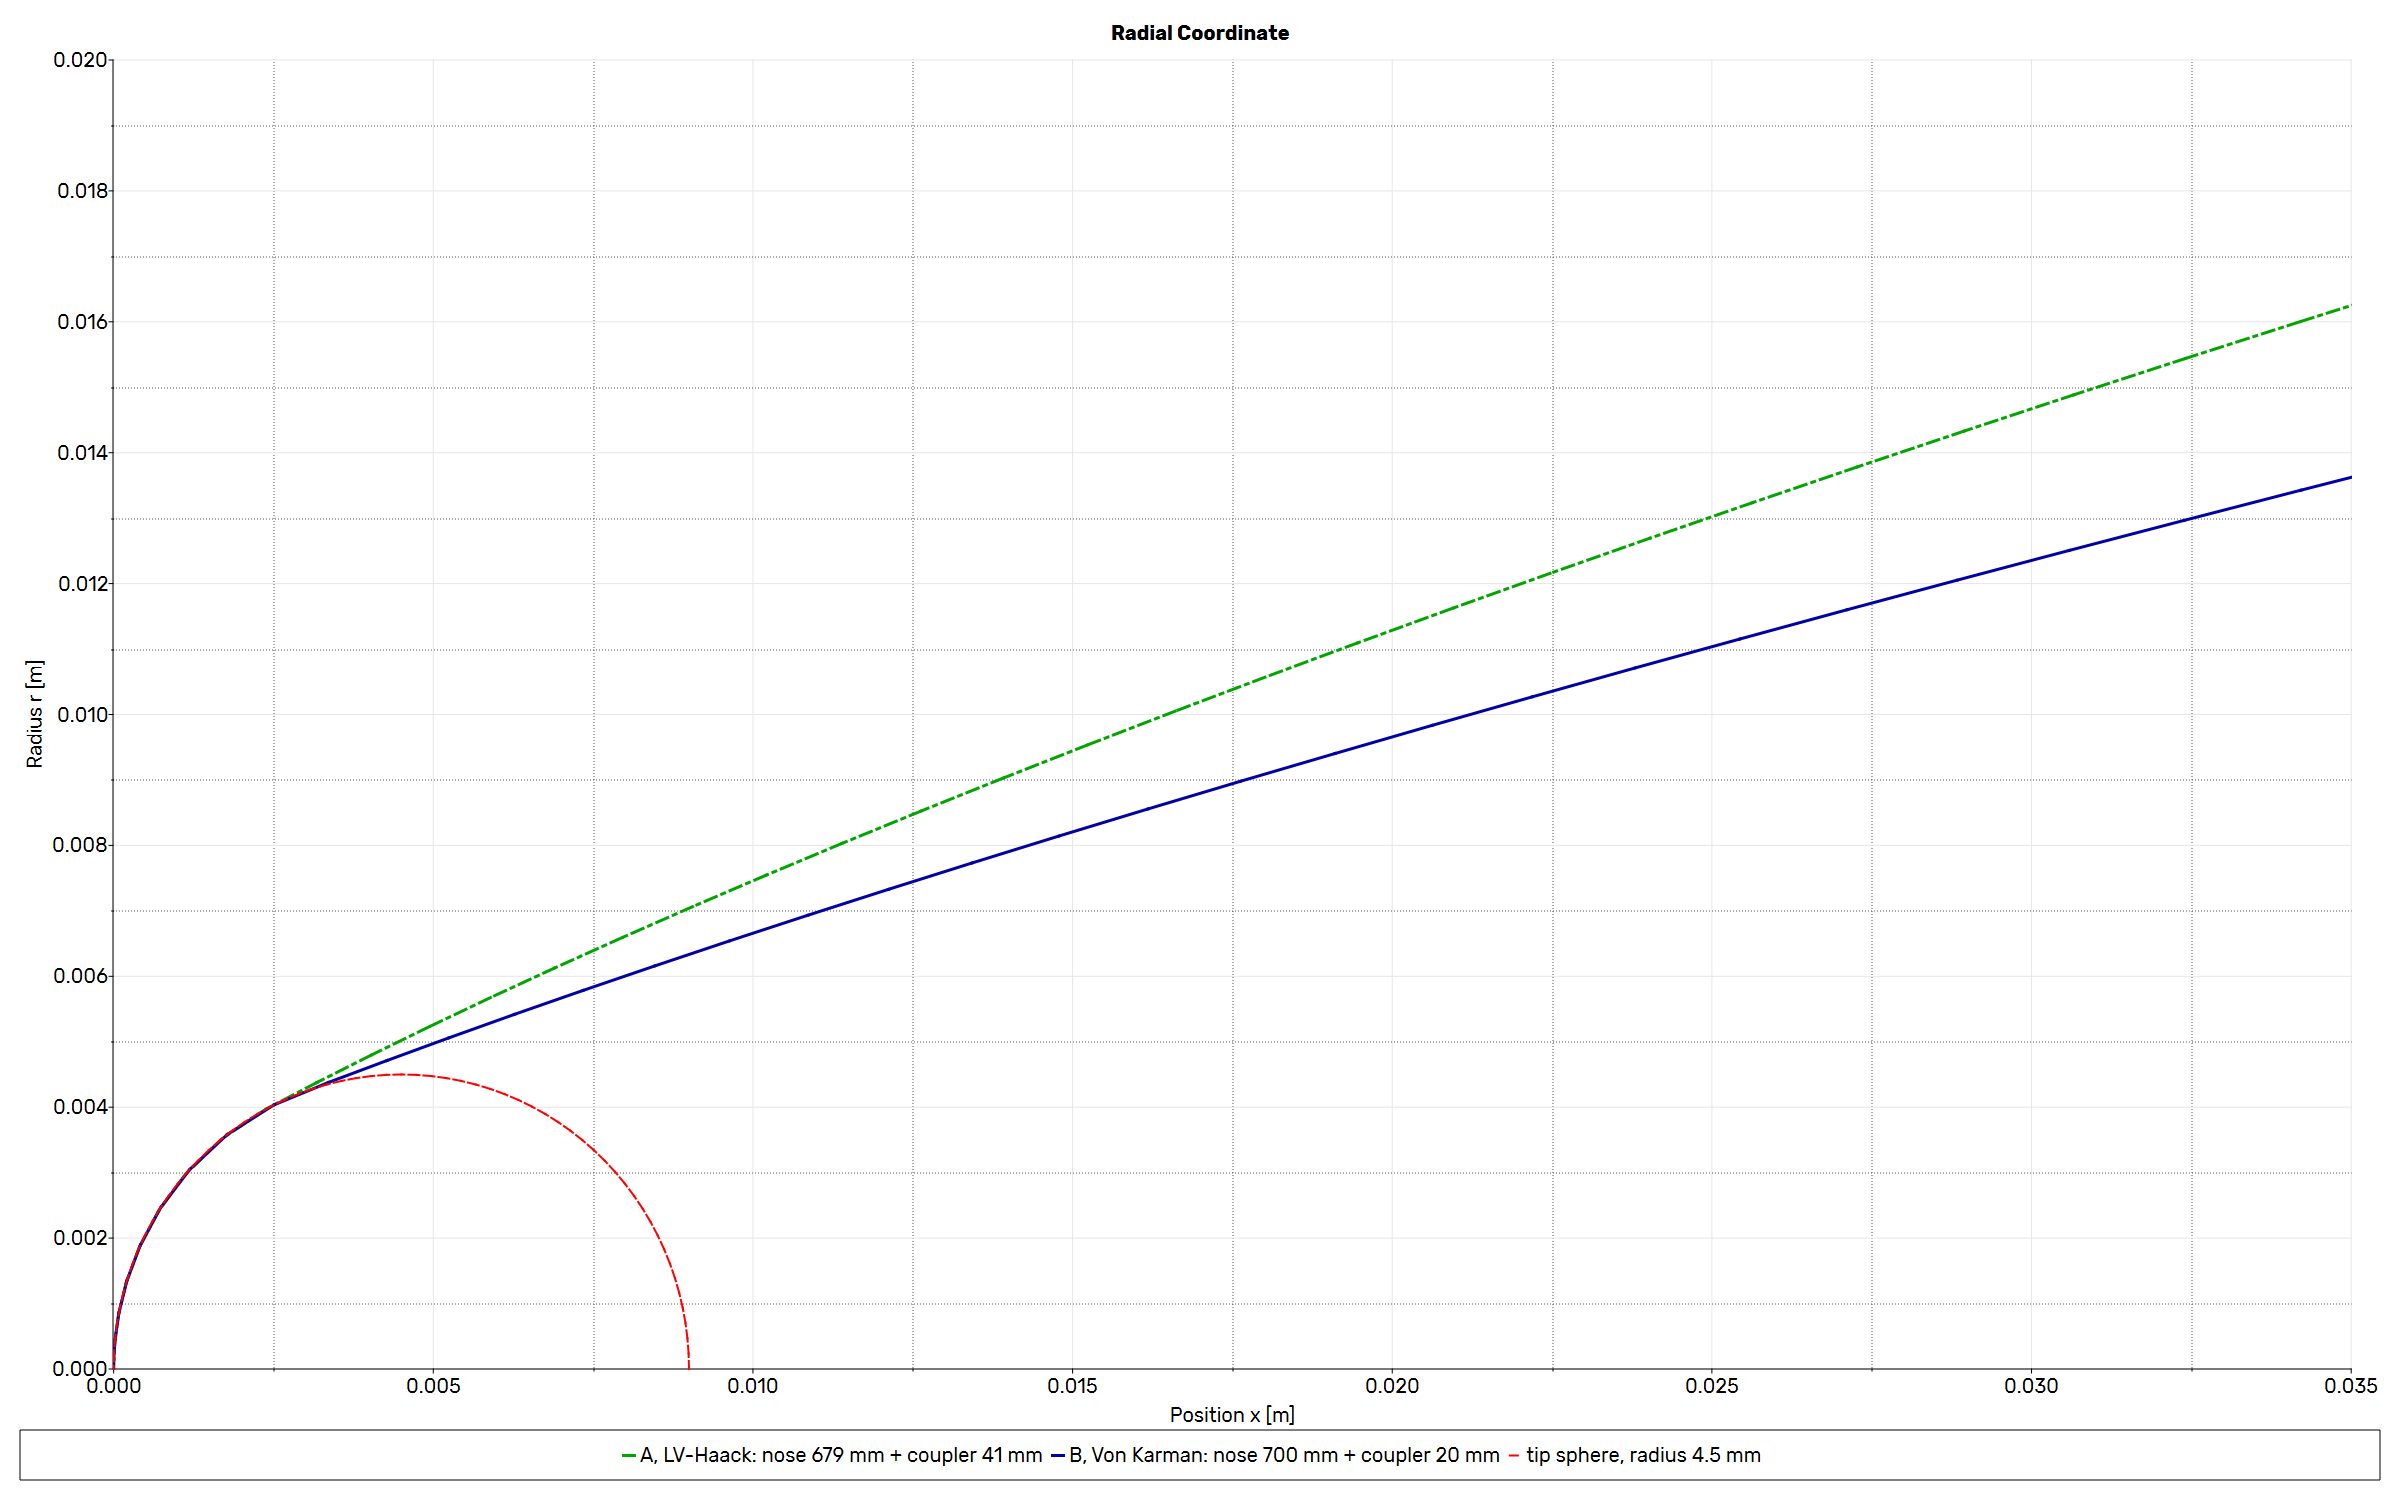 Radial Coordinate
0.020
0.018
0.016
0.014
0.012
0.010
0.008
0.006
0.004
0.002
0.000
Radius r [m]
0.000 0.005 0.010 0.015 0.020 0.025 0.030 0.035
Position x [m]
A, LV-Haack: nose 679 mm + coupler 41 mm B, Von Karman: nose 700 mm + coupler 20 mm tip sphere, radius 4.5 mm